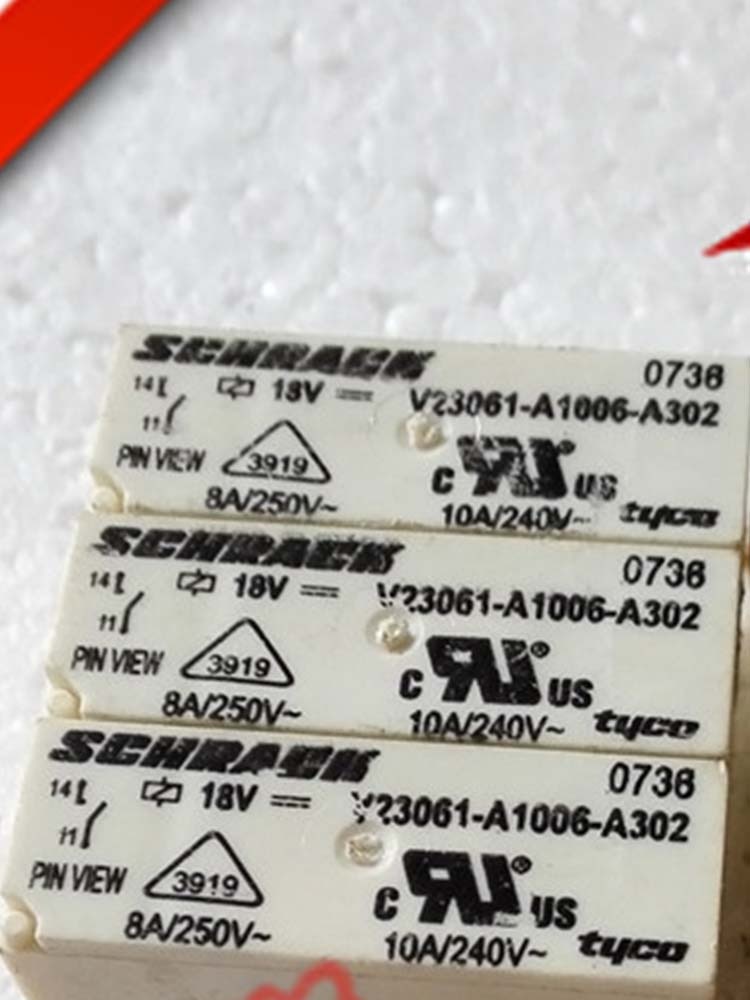 SCHRACK 0736
14 18V V23061-A1006-A302
11
PIN VIEW 3919 C US
8A/250V~ 10A/240V~ tyco
SCHRACK 0736
14 18V V23061-A1006-A302
11
PIN VIEW 3919 C RU ® US
8A/250V~ 10A/240V~ tyco
SCHRACK 0736
14 18V V23061-A1006-A302
11
PIN VIEW 3919 C RU ® US
8A/250V~ 10A/240V~ tyco